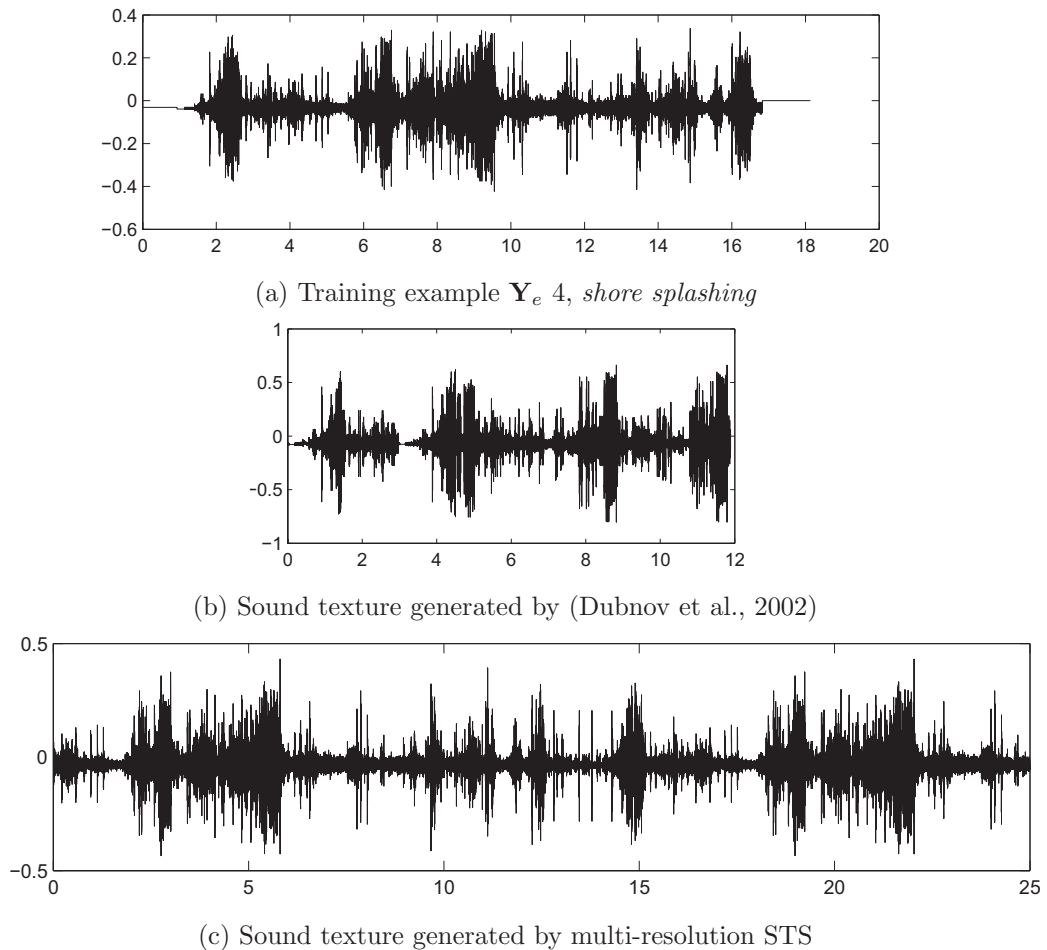 0.4
0.2
0
−0.2
−0.4
−0.6
0 2 4 6 8 10 12 14 16 18 20
(a) Training example Yₑ 4, shore splashing
1
0.5
0
−0.5
−1
0 2 4 6 8 10 12
(b) Sound texture generated by (Dubnov et al., 2002)
0.5
0
−0.5
0 5 10 15 20 25
(c) Sound texture generated by multi-resolution STS